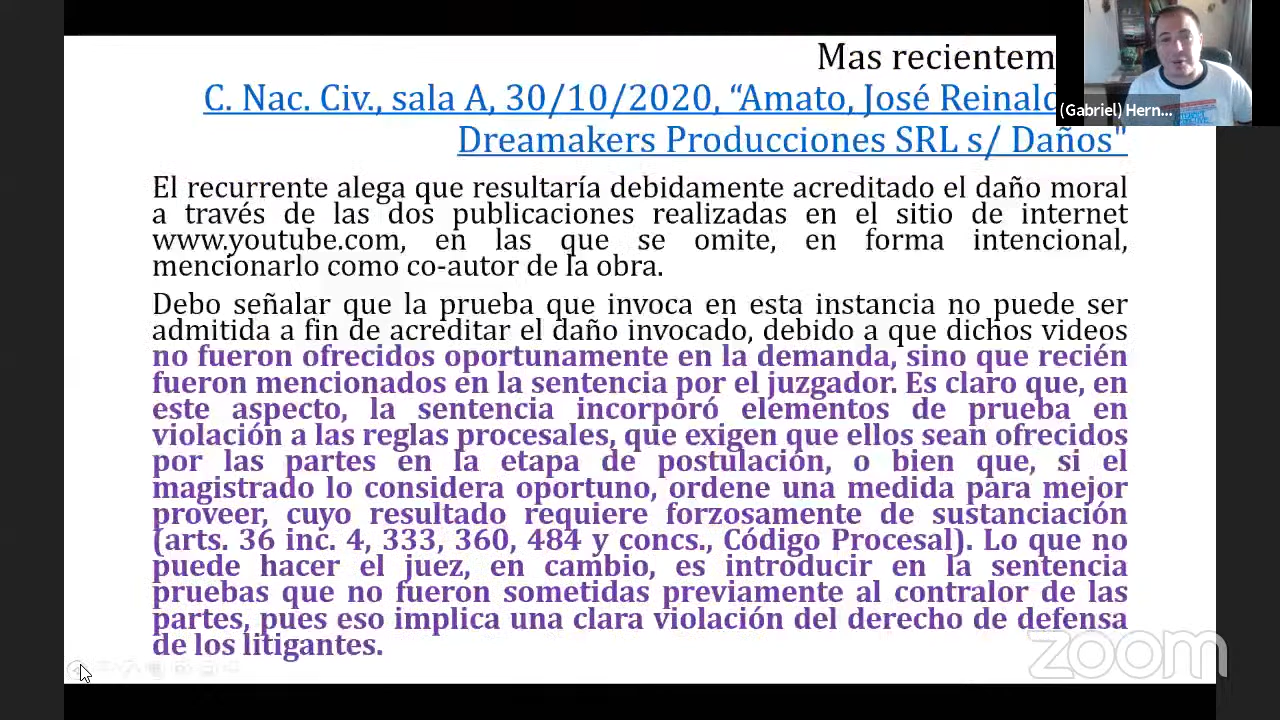 Mas recientem
C. Nac. Civ., sala A, 30/10/2020, “Amato, José Reinald
Dreamakers Producciones SRL s/ Daños"
(Gabriel) Hern...
El recurrente alega que resultaría debidamente acreditado el daño moral
a través de las dos publicaciones realizadas en el sitio de internet
www.youtube.com, en las que se omite, en forma intencional,
mencionarlo como co-autor de la obra.
Debo señalar que la prueba que invoca en esta instancia no puede ser
admitida a fin de acreditar el daño invocado, debido a que dichos videos
no fueron ofrecidos oportunamente en la demanda, sino que recién
fueron mencionados en la sentencia por el juzgador. Es claro que, en
este aspecto, la sentencia incorporó elementos de prueba en
violación a las reglas procesales, que exigen que ellos sean ofrecidos
por las partes en la etapa de postulación, o bien que, si el
magistrado lo considera oportuno, ordene una medida para mejor
proveer, cuyo resultado requiere forzosamente de sustanciación
(arts. 36 inc. 4, 333, 360, 484 y concs., Código Procesal). Lo que no
puede hacer el juez, en cambio, es introducir en la sentencia
pruebas que no fueron sometidas previamente al contralor de las
partes, pues eso implica una clara violación del derecho de defensa
de los litigantes.
zoom